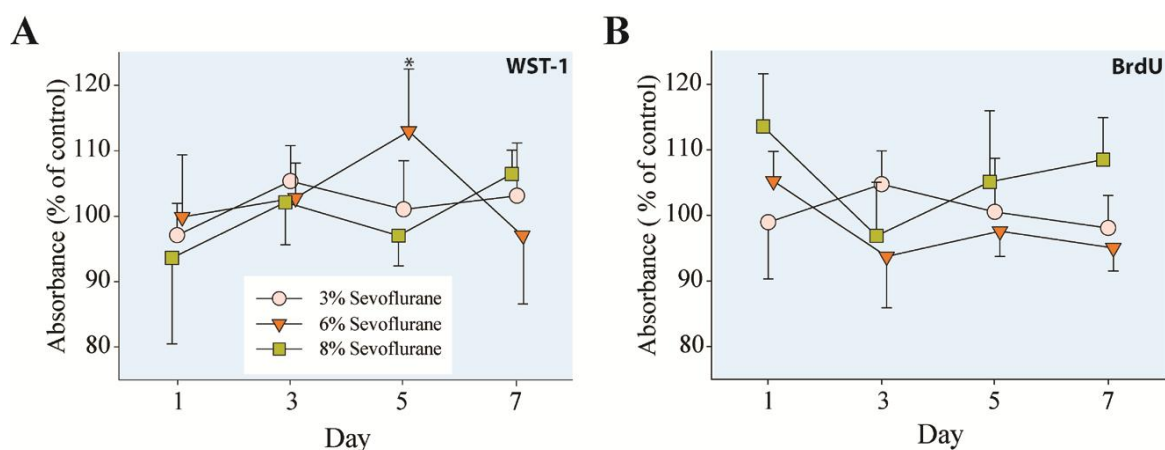 A
WST-1
*
Absorbance (% of control)
120
110
100
90
80
3% Sevoflurane
6% Sevoflurane
8% Sevoflurane
1 3 5 7
Day
B
BrdU
Absorbance ( % of control)
120
110
100
90
80
1 3 5 7
Day